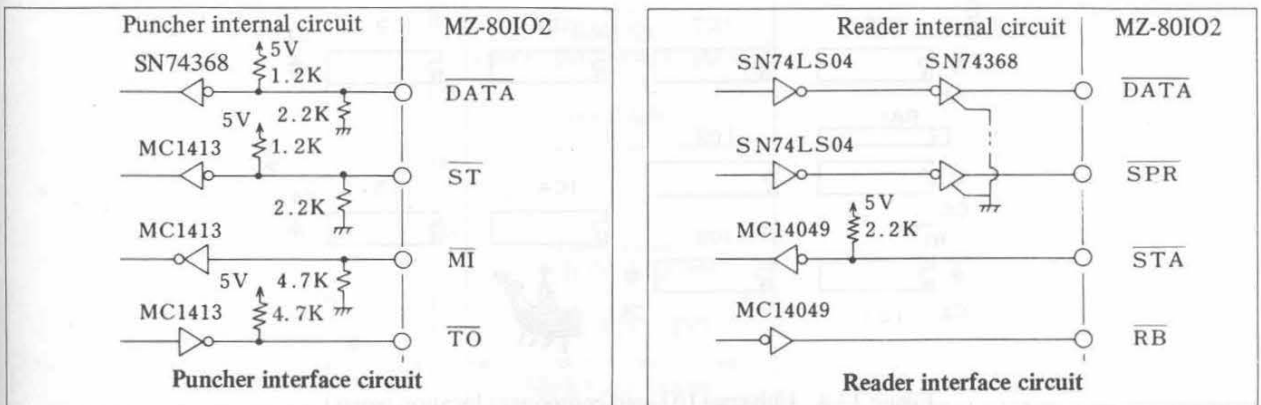 Puncher internal circuit
MZ-80IO2
5V
SN74368
1.2K
DATA
2.2K
5V
MC1413
1.2K
ST
2.2K
MC1413
MI
5V
4.7K
MC1413
4.7K
TO
Puncher interface circuit
Reader internal circuit
MZ-80IO2
SN74LS04
SN74368
DATA
SN74LS04
SPR
5V
MC14049
2.2K
STA
MC14049
RB
Reader interface circuit